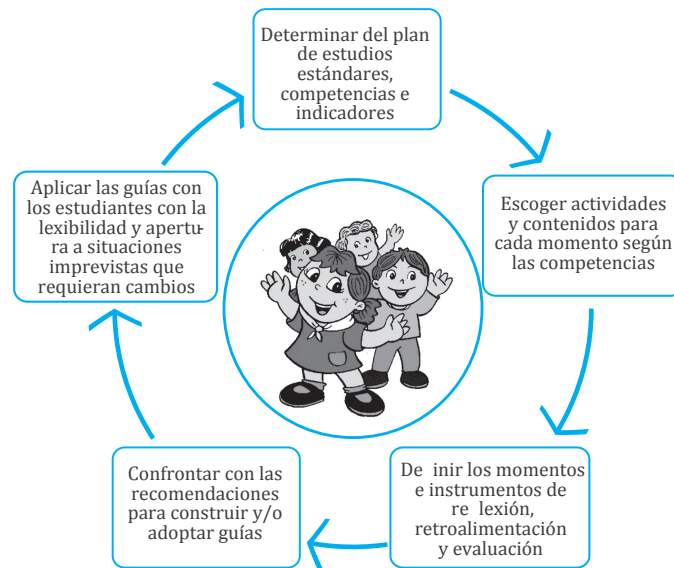 Determinar del plan
de estudios
estándares,
competencias e
indicadores
Escoger actividades
y contenidos para
cada momento según
las competencias
De inir los momentos
e instrumentos de
re lexión,
retroalimentación
y evaluación
Confrontar con las
recomendaciones
para construir y/o
adoptar guías
Aplicar las guías con
los estudiantes con la
lexibilidad y apertu-
ra a situaciones
imprevistas que
requieran cambios